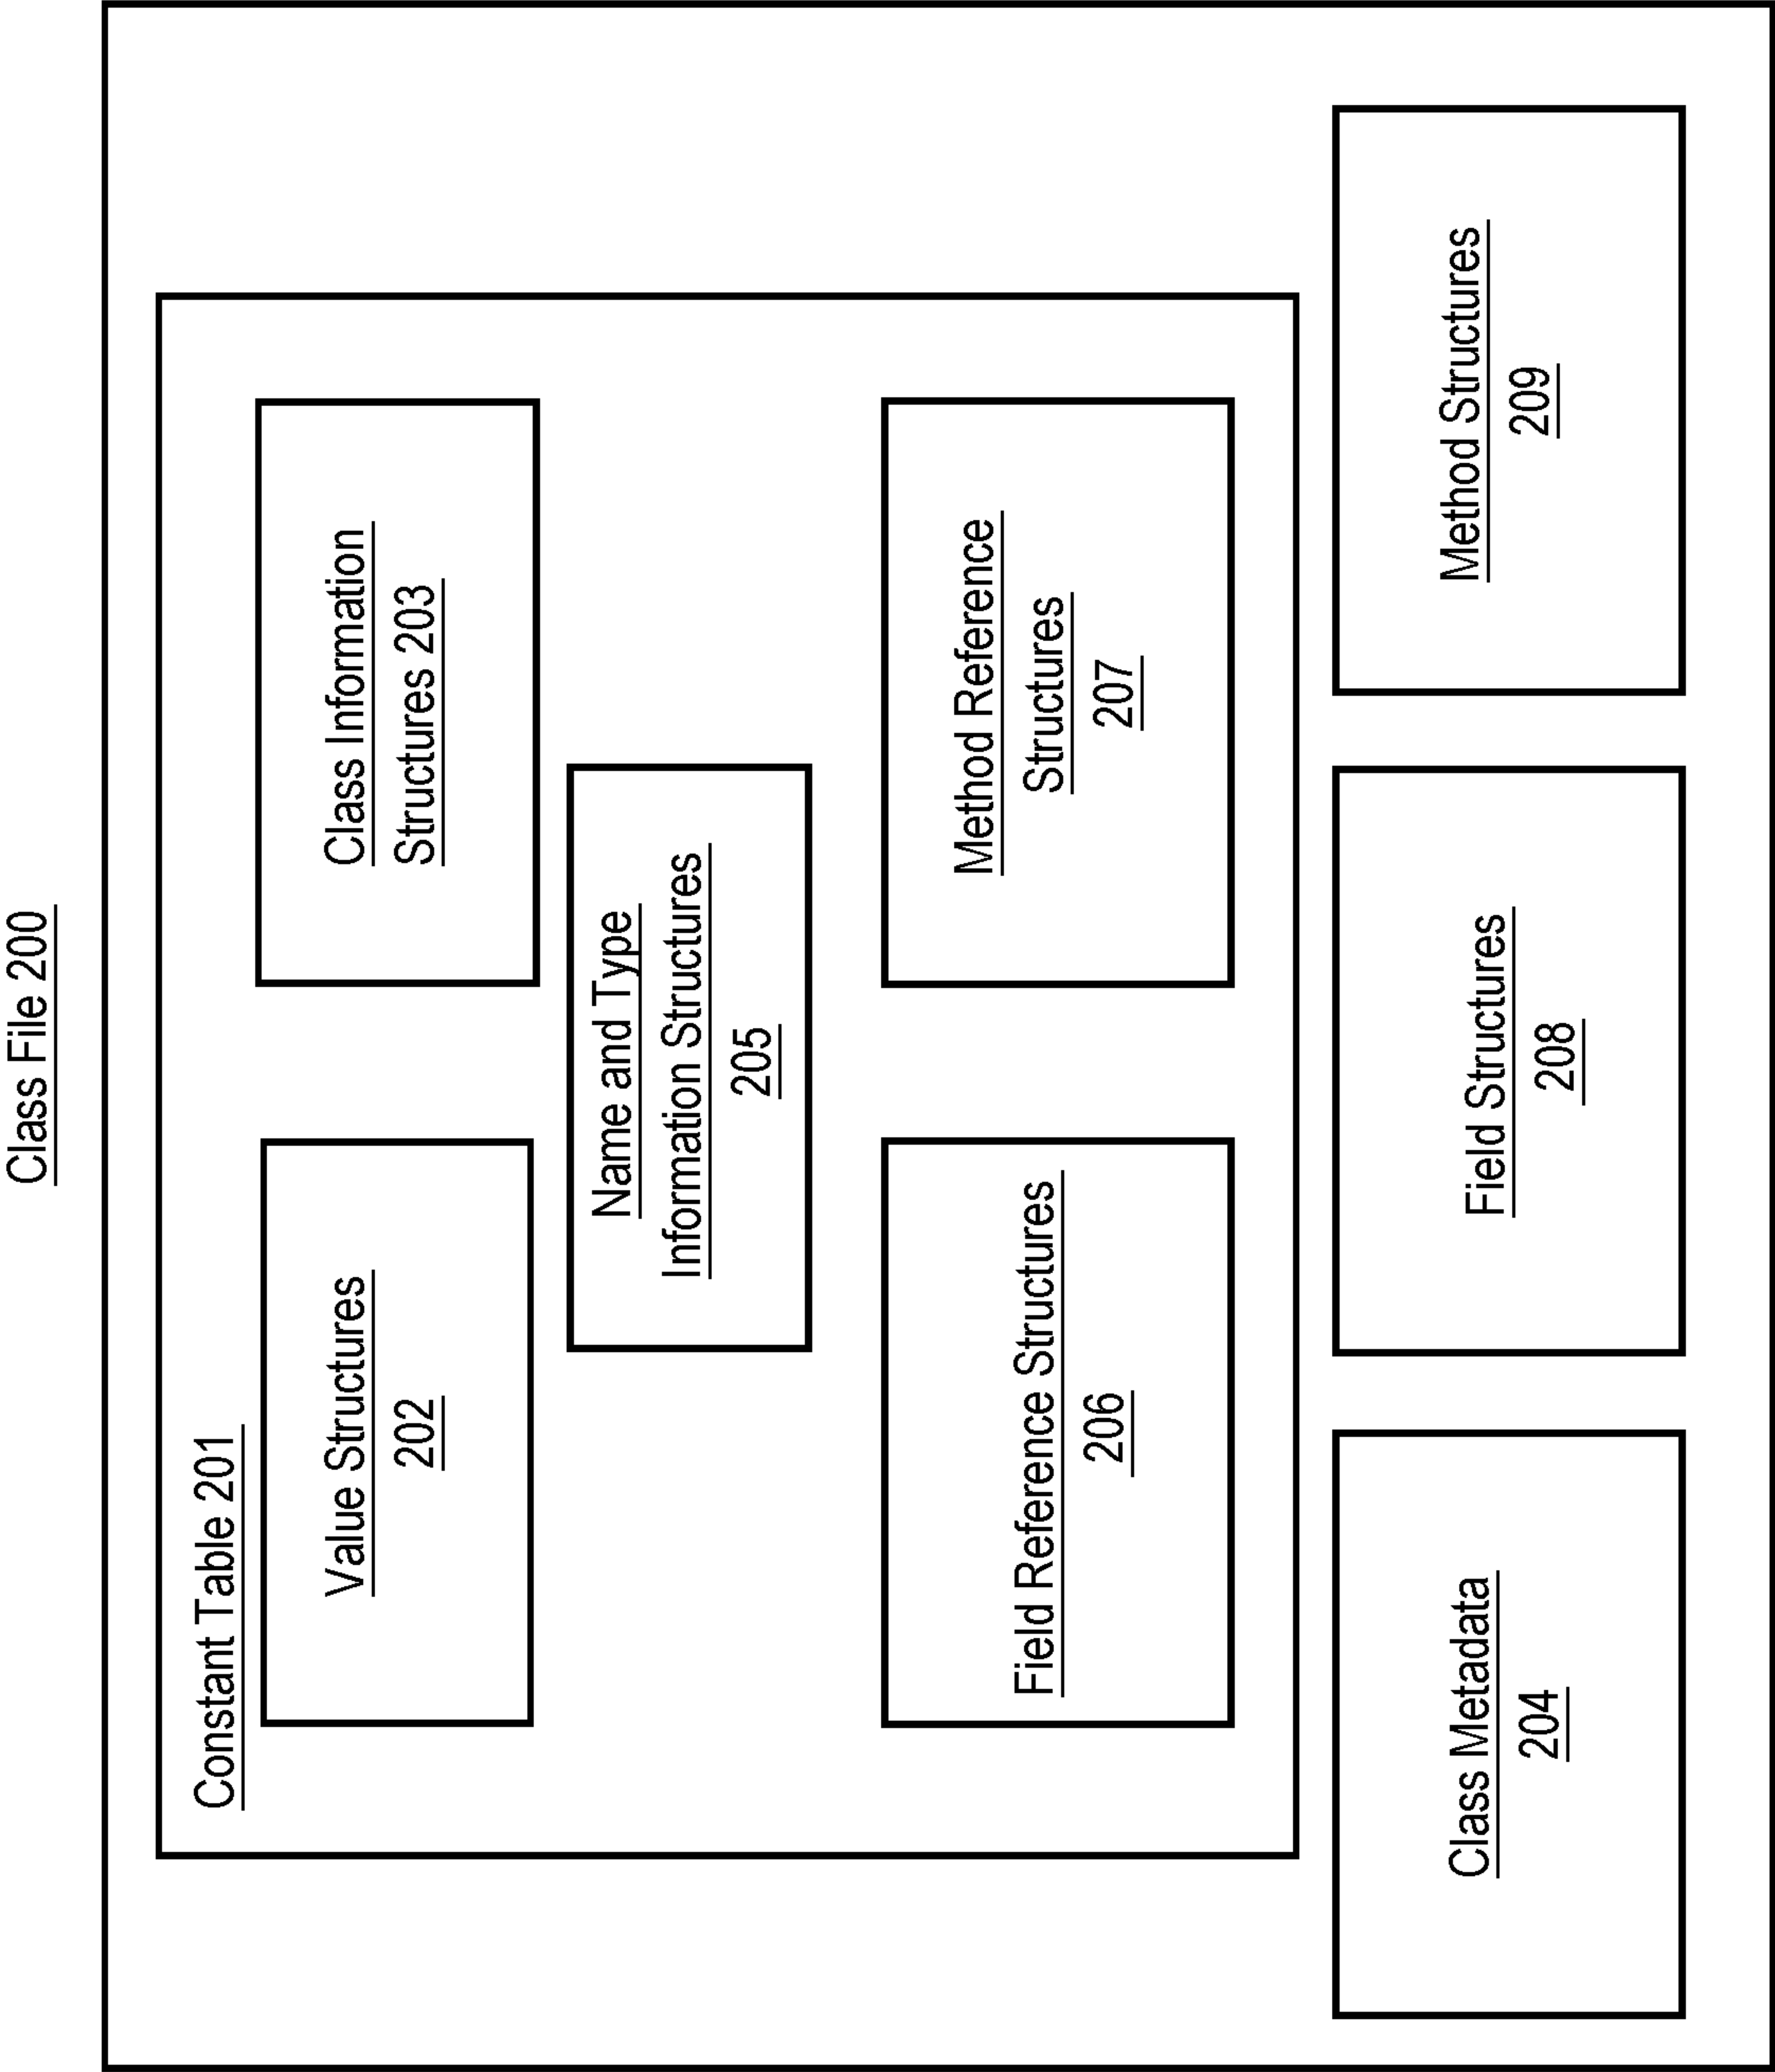 Class File 200
Constant Table 201
Value Structures
202
Class Information
Structures 203
Name and Type
Information Structures
205
Field Reference Structures
206
Method Reference
Structures
207
Class Metadata
204
Field Structures
208
Method Structures
209